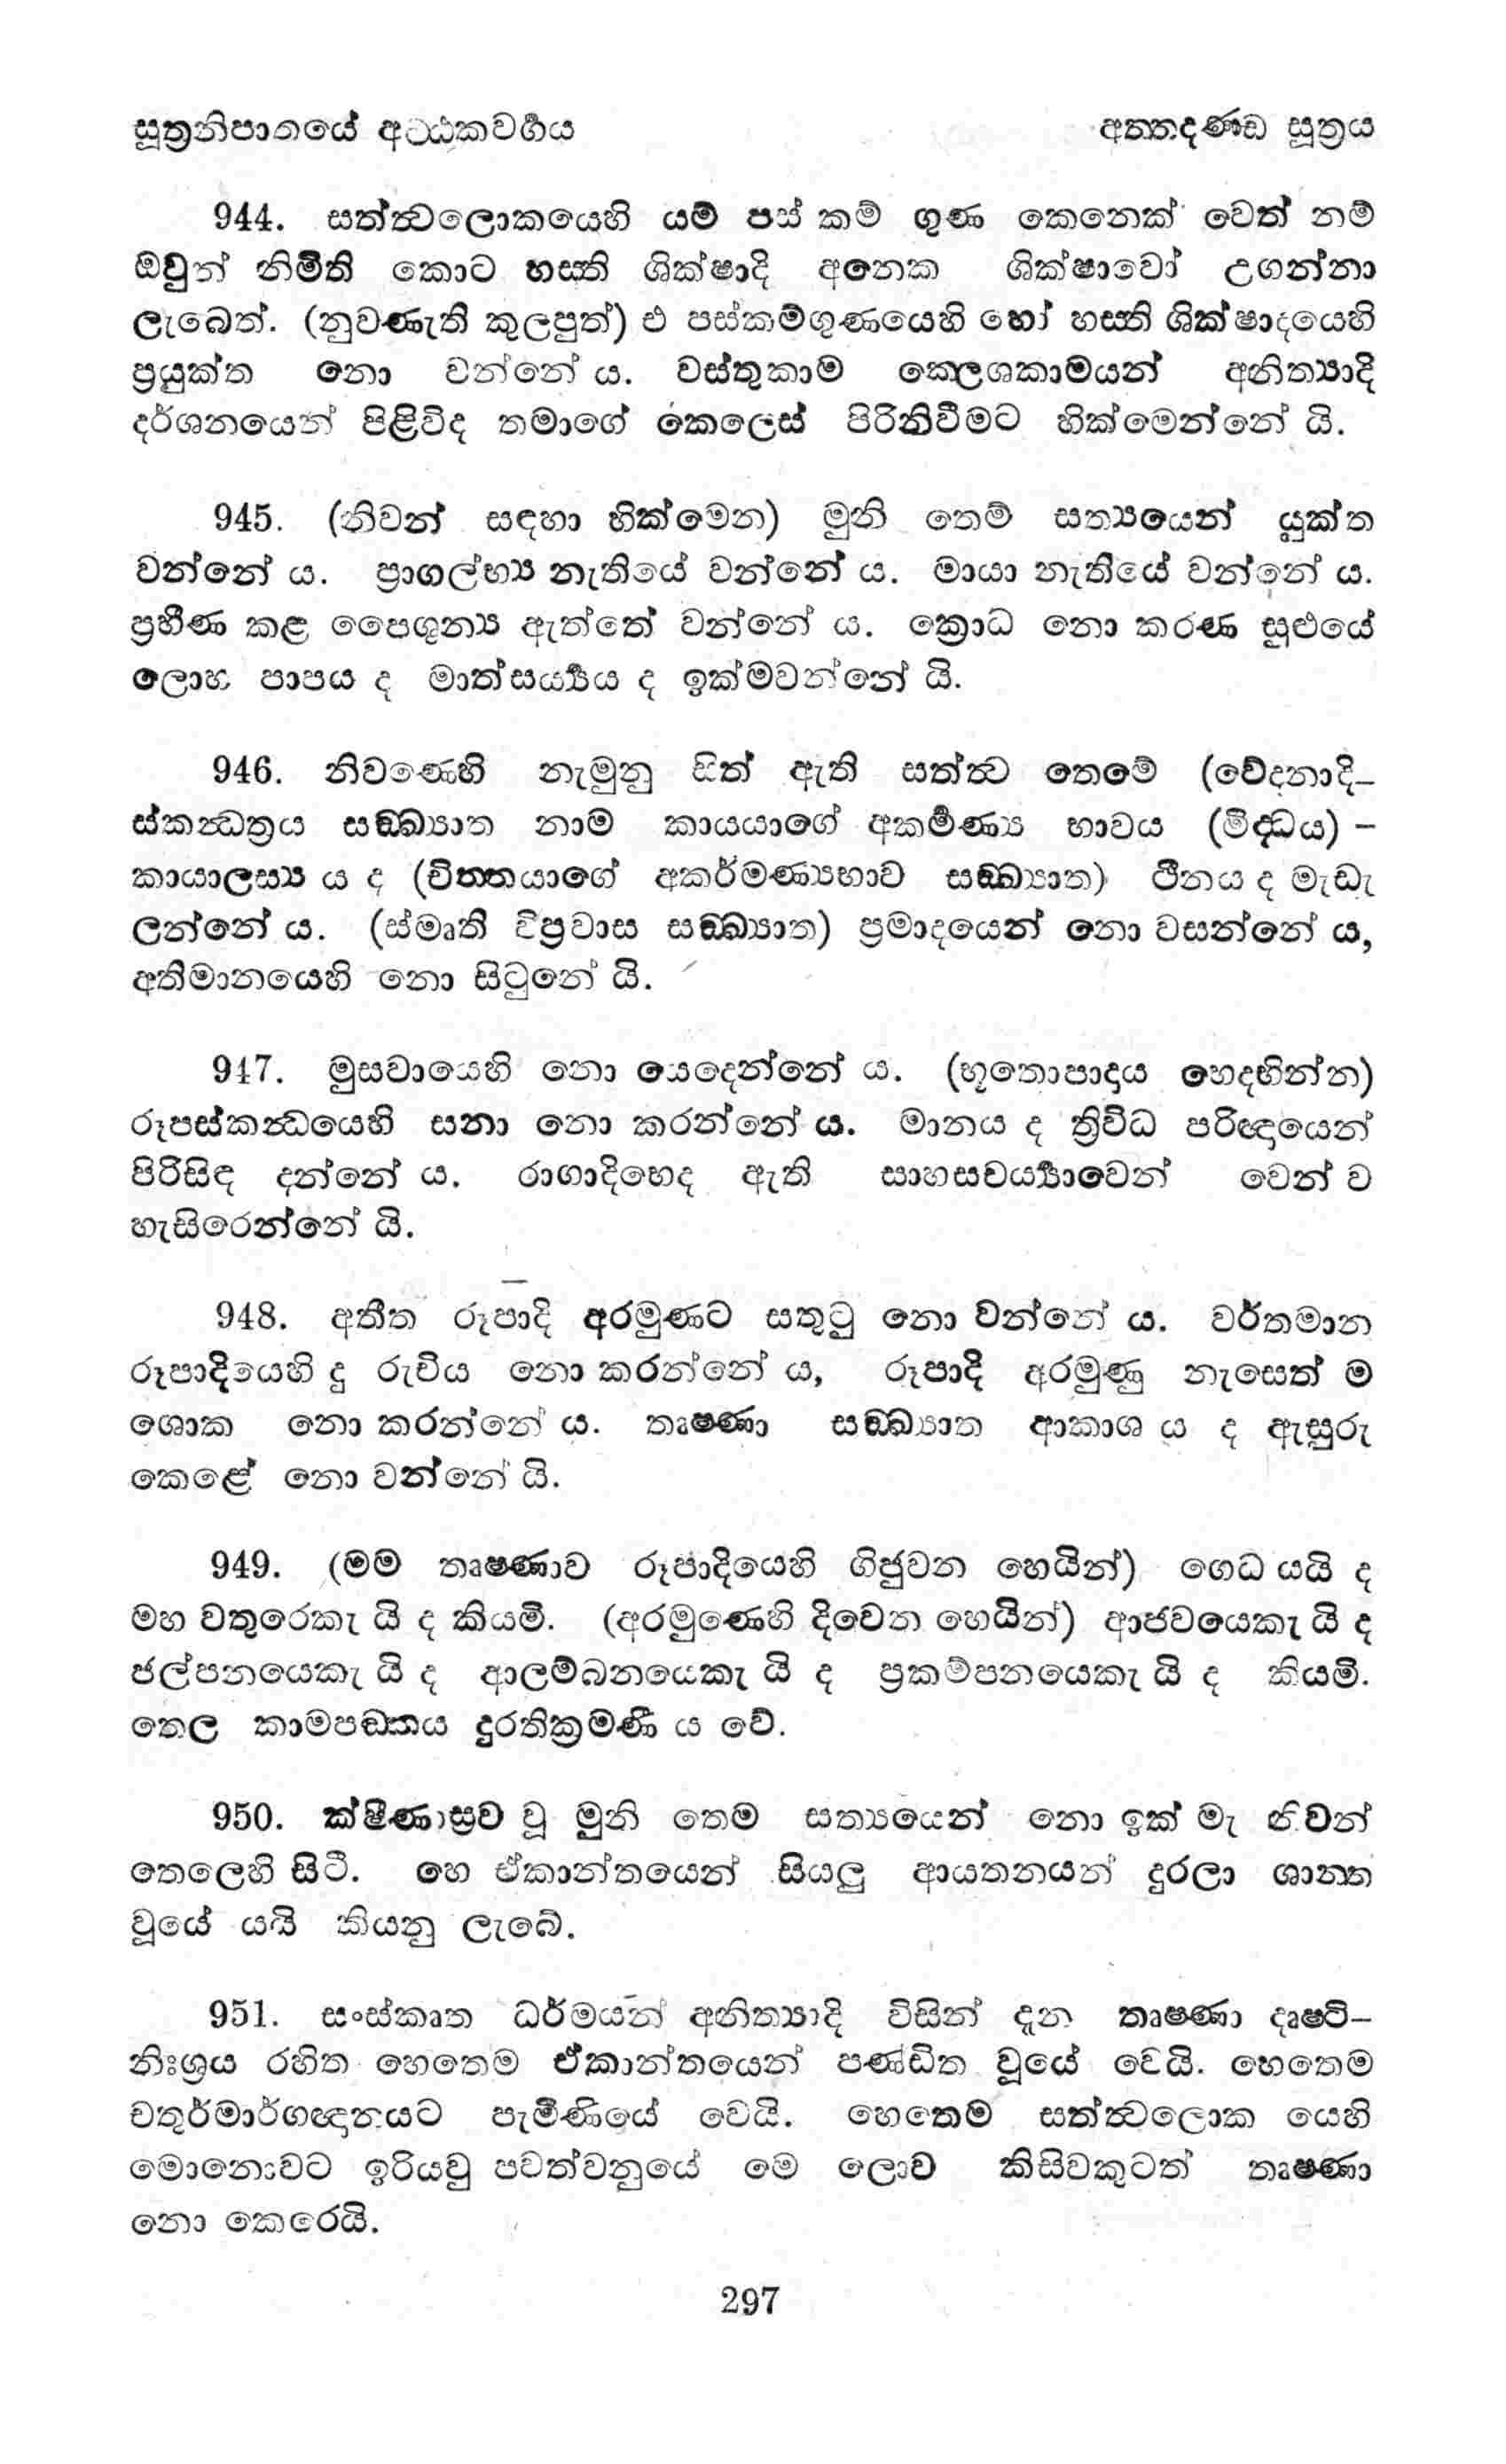 සූත්‍රනිපාතයේ අට්ඨකවර්‍ගය	අත්තදණ්ඩ සූත්‍රය
944. සත්ත්‍වලොකයෙහි යම් පස් කම් ගුණ කෙනෙක් වෙත් නම්
ඔවුන් නිමිති කොට හස්ති ශික්ෂාදි අනෙක ශික්ෂාවෝ උගන්නා
ලැබෙත්. (නුවණැති කුලපුත්) එ පස්කම්ගුණයෙහි හෝ හස්ති ශික්ෂාදයෙහි
ප්‍රයුක්ත නො වන්නේ ය. වස්තුකාම ක්ලෙශකාමයන් අනිත්‍යාදි
දර්ශනයෙන් පිළිවිද තමාගේ කෙලෙස් පිරිනිවීමට හික්මෙන්නේ යි.
945. (නිවන් සඳහා හික්මෙන) මුනි තෙම් සත්‍යයෙන් යුක්ත
වන්නේ ය. ප්‍රාගල්භ්‍ය නැතියේ වන්නේ ය. මායා නැතියේ වන්නේ ය.
ප්‍රහීණ කළ පෛශුන්‍ය ඇත්තේ වන්නේ ය. ක්‍රොධ නො කරණ සුළුයේ
ලොභ පාපය ද මාත්සර්‍ය්‍යය ද ඉක්මවන්නේ යි.
946. නිවණෙහි නැමුනු සිත් ඇති සත්ත්‍ව තෙමේ (වේදනාදි–
ස්කන්‍ධත්‍රය සඞ්ඛ්‍යාත නාම කායයාගේ අකර්‍මණ්‍ය භාවය (මිද්ධය) –
කායාලස්‍ය ය ද (චිත්තයාගේ අකර්මණ්‍යභාව සඞ්ඛ්‍යාත) ථීනය ද මැඩැ
ලන්නේ ය. (ස්මෘති විප්‍රවාස සඞ්ඛ්‍යාත) ප්‍රමාදයෙන් නො වසන්නේ ය,
අතිමානයෙහි නො සිටුනේ යි.
947. මුසවායෙහි නො යෙදෙන්නේ ය. (භූතොපාදාය භෙදභින්න)
රූපස්කන්‍ධයෙහි සෙනෙ නො කරන්නේ ය. මානය ද ත්‍රිවිධ පරිඥායෙන්
පිරිසිඳ දන්නේ ය. රාගාදිභෙද ඇති සාහසචර්‍ය්‍යාවෙන් වෙන් ව
හැසිරෙන්නේ යි.
948. අතීත රූපාදි අරමුණට සතුටු නො වන්නේ ය. වර්තමාන
රූපාදියෙහි දු රුචිය නො කරන්නේ ය, රූපාදි අරමුණු නැසෙත් ම
ශොක නො කරන්නේ ය. තෘෂ්ණා සඞ්ඛ්‍යාත ආකාශ ය ද ඇසුරු
කෙළේ නො වන්නේ යි.
949. (මම තෘෂ්ණාව රූපාදියෙහි ගිජුවන හෙයින්) ගෙධ යයි ද
මහ වතුරෙකැ යි ද කියමි. (අරමුණෙහි දිවෙන හෙයින්) ආජවයෙකැ යි ද
ජල්පනයෙකැ යි ද ආලම්බනයෙකැ යි ද ප්‍රකම්පනයෙකැ යි ද කියමි.
තෙල කාමපඞ්කය දුරතික්‍රමණී ය වේ.
950. ක්ෂීණාස්‍රව වූ මුනි තෙම සත්‍යයෙන් නො ඉක් මැ නිවන්
තෙලෙහි සිටී. හෙ ඒකාන්තයෙන් සියලු ආයතනයන් දුරලා ශාන්ත
වූයේ යයි කියනු ලැබේ.
951. සංස්කෘත ධර්මයන් අනිත්‍යාදි විසින් දැන තෘෂ්ණා දෘෂ්ටි–
නිඃශ්‍රය රහිත හෙතෙම ඒකාන්තයෙන් පණ්ඩිත වූයේ වෙයි. හෙතෙම
චතුර්මාර්ගඥානයට පැමිණියේ වෙයි. හෙතෙම සත්ත්‍වලොක යෙහි
මොනොවට ඉරියවු පවත්වනුයේ මෙ ලොව කිසිවකුටත් තෘෂ්ණා
නො කෙරෙයි.
297